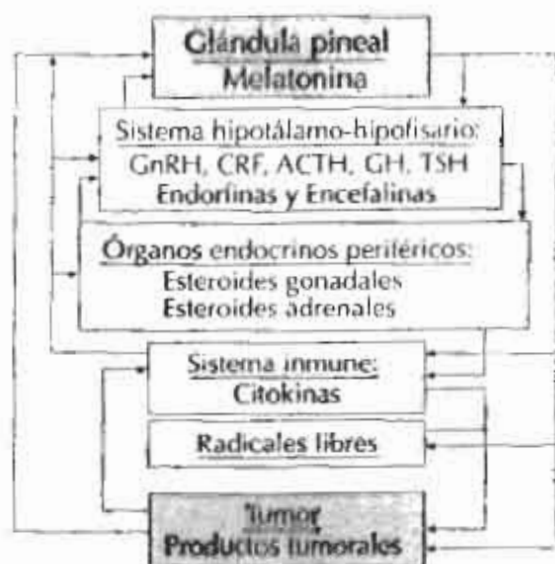 Glándula pineal
Melatonina
Sistema hipotálamo-hipofisario:
GnRH, CRF, ACTH, GH, TSH
Endorfinas y Encefalinas
Órganos endocrinos periféricos:
Esteroides gonadales
Esteroides adrenales
Sistema inmune:
Citokinas
Radicales libres
Tumor
Productos tumorales